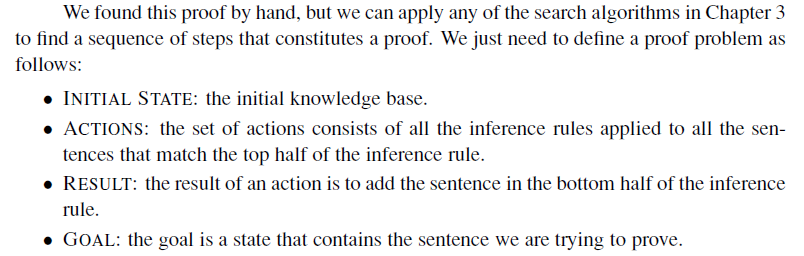 We found this proof by hand, but we can apply any of the search algorithms in Chapter 3
to find a sequence of steps that constitutes a proof. We just need to define a proof problem as
follows:
• INITIAL STATE: the initial knowledge base.
• ACTIONS: the set of actions consists of all the inference rules applied to all the sen-
tences that match the top half of the inference rule.
• RESULT: the result of an action is to add the sentence in the bottom half of the inference
rule.
• GOAL: the goal is a state that contains the sentence we are trying to prove.